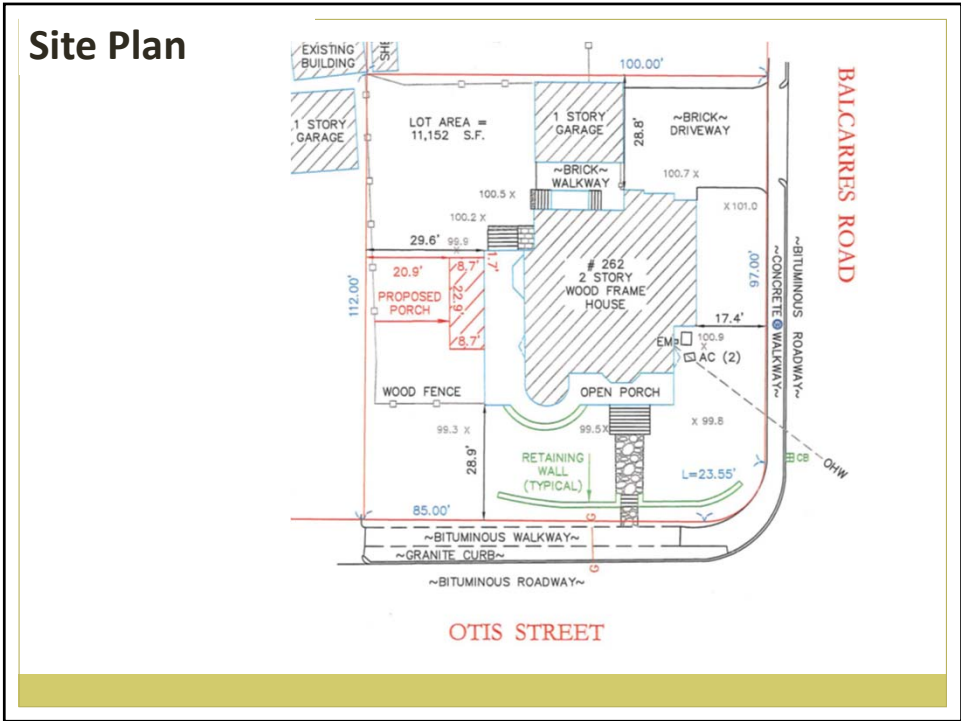 Site Plan
EXISTING
BUILDING
SHE
100.00'
1 STORY
GARAGE
LOT AREA =
11,152 S.F.
1 STORY
GARAGE
28.8'
~BRICK~
DRIVEWAY
~BRICK~
WALKWAY
100.7 X
100.5 X
X 101.0
100.2 X
29.6'
99.9
X
1.7'
20.9'
8.7'
PROPOSED
PORCH
22.9'
8.7'
112.00'
# 262
2 STORY
WOOD FRAME
HOUSE
97.00'
17.4'
EM
100.9
X
AC (2)
~CONCRETE WALKWAY~
~BITUMINOUS ROADWAY~
BALCARRES ROAD
WOOD FENCE
OPEN PORCH
99.3 X
99.5X
X 99.8
28.9'
RETAINING
WALL
(TYPICAL)
L=23.55'
CB
OHW
85.00'
G
~BITUMINOUS WALKWAY~
~GRANITE CURB~
G
~BITUMINOUS ROADWAY~
OTIS STREET